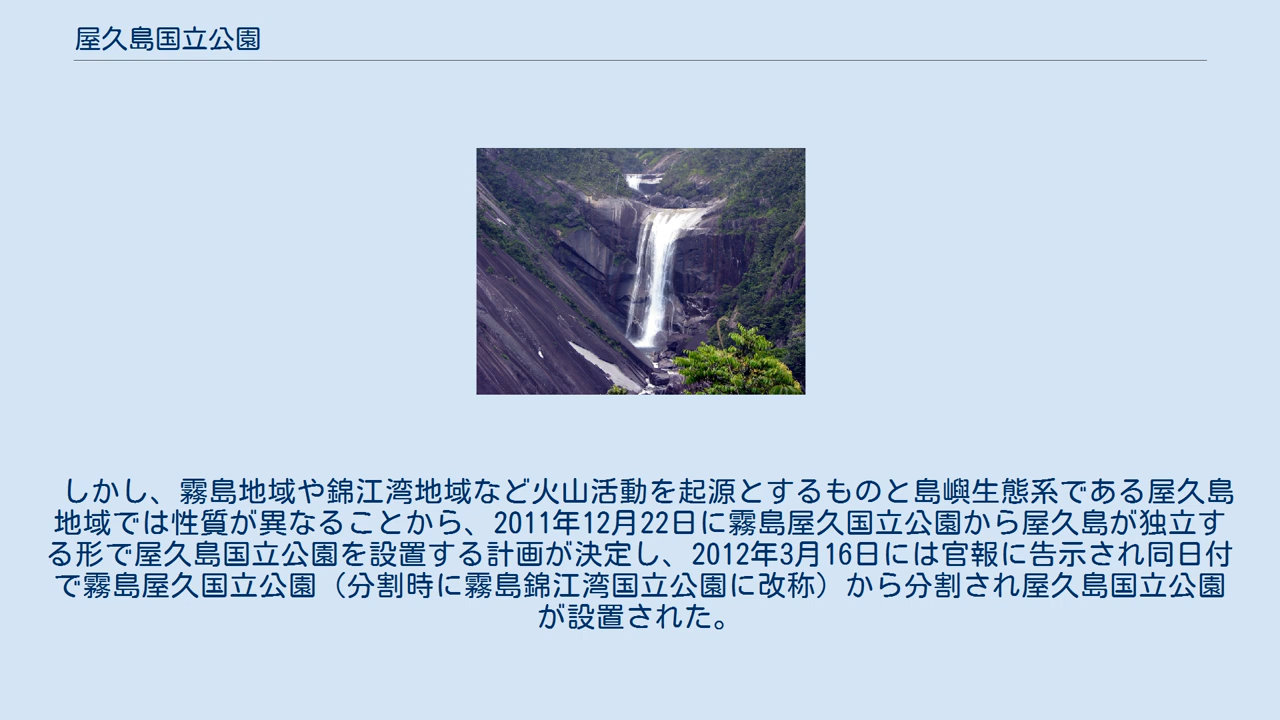 屋久島国立公園
しかし、霧島地域や錦江湾地域など火山活動を起源とするものと島嶼生態系である屋久島
地域では性質が異なることから、2011年12月22日に霧島屋久国立公園から屋久島が独立す
る形で屋久島国立公園を設置する計画が決定し、2012年3月16日には官報に告示され同日付
で霧島屋久国立公園（分割時に霧島錦江湾国立公園に改称）から分割され屋久島国立公園
が設置された。